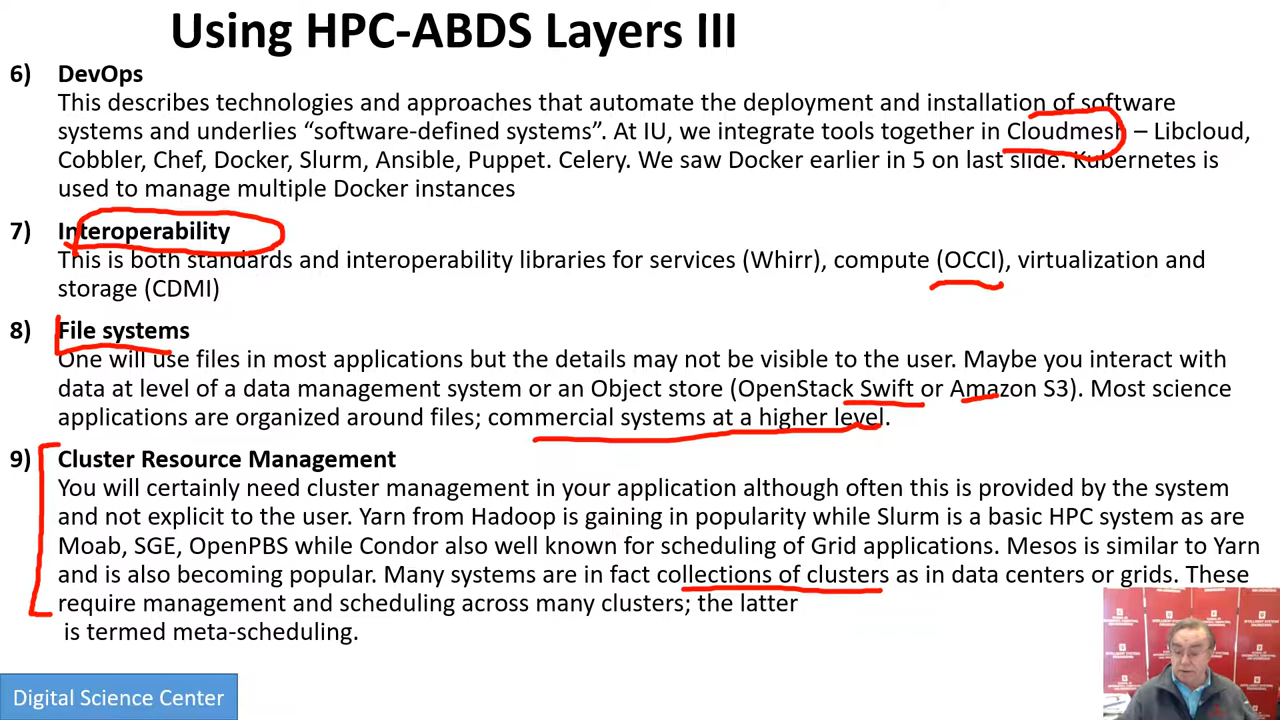 Using HPC-ABDS Layers III
6) DevOps
This describes technologies and approaches that automate the deployment and installation of software
systems and underlies “software-defined systems”. At IU, we integrate tools together in Cloudmesh – Libcloud,
Cobbler, Chef, Docker, Slurm, Ansible, Puppet. Celery. We saw Docker earlier in 5 on last slide. Kubernetes is
used to manage multiple Docker instances
7) Interoperability
This is both standards and interoperability libraries for services (Whirr), compute (OCCI), virtualization and
storage (CDMI)
8) File systems
One will use files in most applications but the details may not be visible to the user. Maybe you interact with
data at level of a data management system or an Object store (OpenStack Swift or Amazon S3). Most science
applications are organized around files; commercial systems at a higher level.
9) Cluster Resource Management
You will certainly need cluster management in your application although often this is provided by the system
and not explicit to the user. Yarn from Hadoop is gaining in popularity while Slurm is a basic HPC system as are
Moab, SGE, OpenPBS while Condor also well known for scheduling of Grid applications. Mesos is similar to Yarn
and is also becoming popular. Many systems are in fact collections of clusters as in data centers or grids. These
require management and scheduling across many clusters; the latter
is termed meta-scheduling.
Digital Science Center